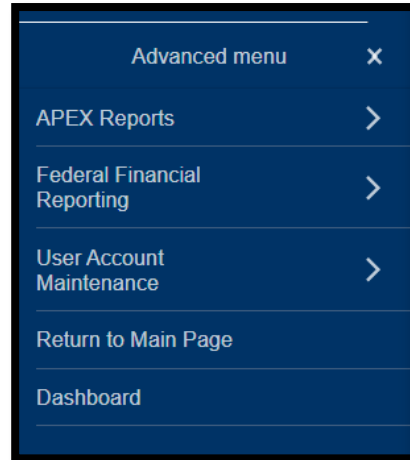 Advanced menu
APEX Reports
Federal Financial
Reporting
User Account
Maintenance
Return to Main Page
Dashboard